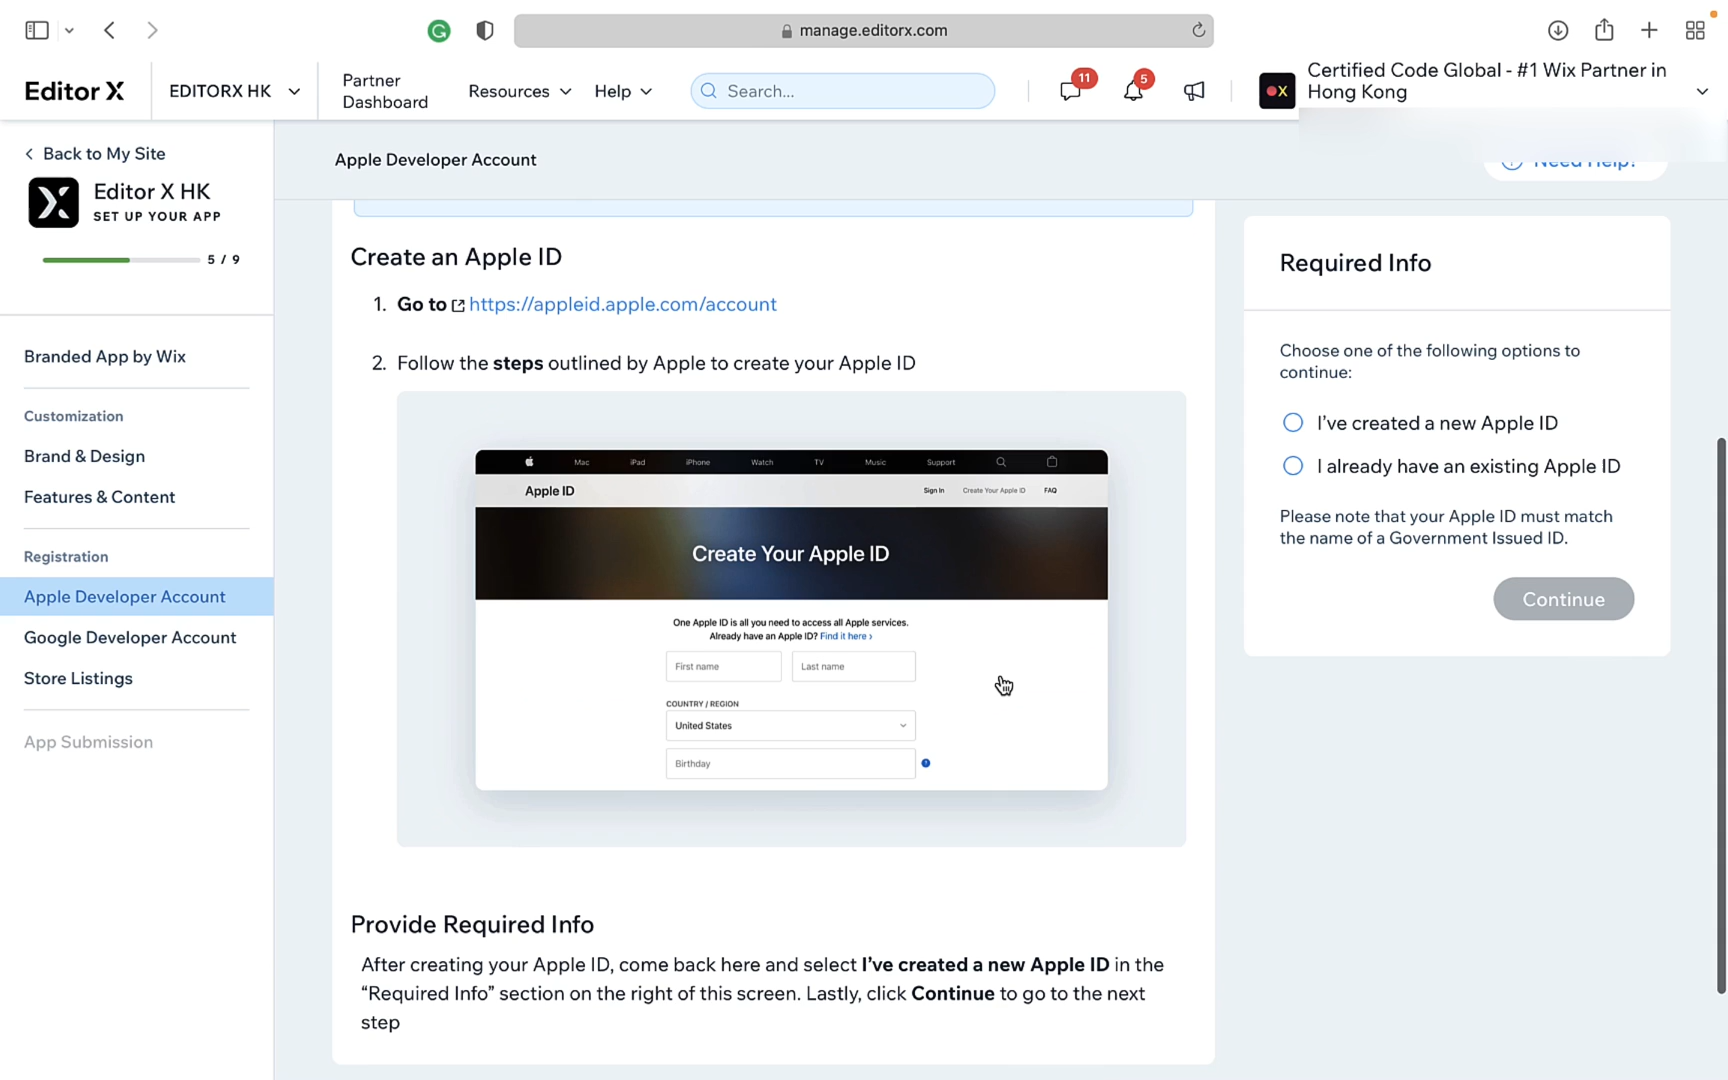 manage.editorx.com
Editor X
EDITORX HK
Partner
Dashboard
Resources
Help
Search...
11
5
Certified Code Global - #1 Wix Partner in
Hong Kong
Back to My Site
Editor X HK
SET UP YOUR APP
5 / 9
Branded App by Wix
Customization
Brand & Design
Features & Content
Registration
Apple Developer Account
Google Developer Account
Store Listings
App Submission
Apple Developer Account
Need Help?
Create an Apple ID
1. Go to https://appleid.apple.com/account
2. Follow the steps outlined by Apple to create your Apple ID
Mac iPad iPhone Watch TV Music Support
Apple ID
Sign In Create Your Apple ID FAQ
Create Your Apple ID
One Apple ID is all you need to access all Apple services.
Already have an Apple ID? Find it here ›
First name Last name
COUNTRY / REGION
United States
Birthday
Provide Required Info
After creating your Apple ID, come back here and select I’ve created a new Apple ID in the
“Required Info” section on the right of this screen. Lastly, click Continue to go to the next
step
Required Info
Choose one of the following options to
continue:
I’ve created a new Apple ID
I already have an existing Apple ID
Please note that your Apple ID must match
the name of a Government Issued ID.
Continue